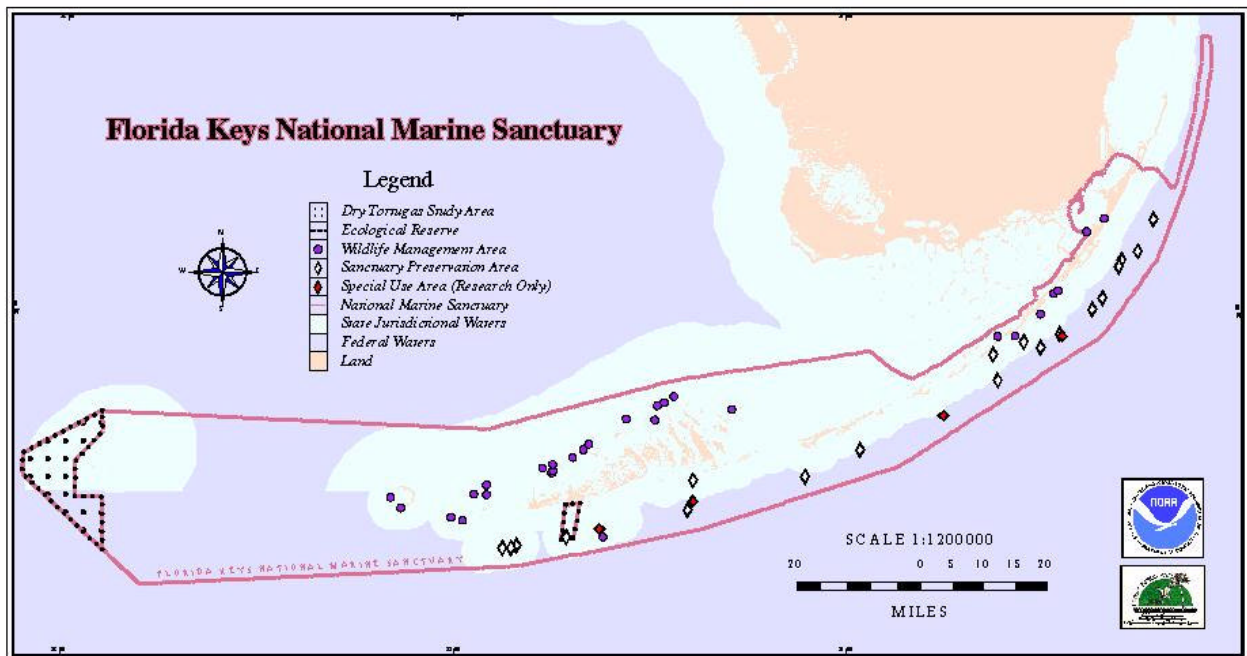 Florida Keys National Marine Sanctuary
Legend
Dry Tortugas Study Area
Ecological Reserve
Wildlife Management Area
Sanctuary Preservation Area
Special Use Area (Research Only)
National Marine Sanctuary
State Jurisdictional Waters
Federal Waters
Land
N
W
E
S
FLORIDA KEYS NATIONAL MARINE SANCTUARY
NOAA
SCALE 1:1200000
20 0 5 10 15 20
MILES